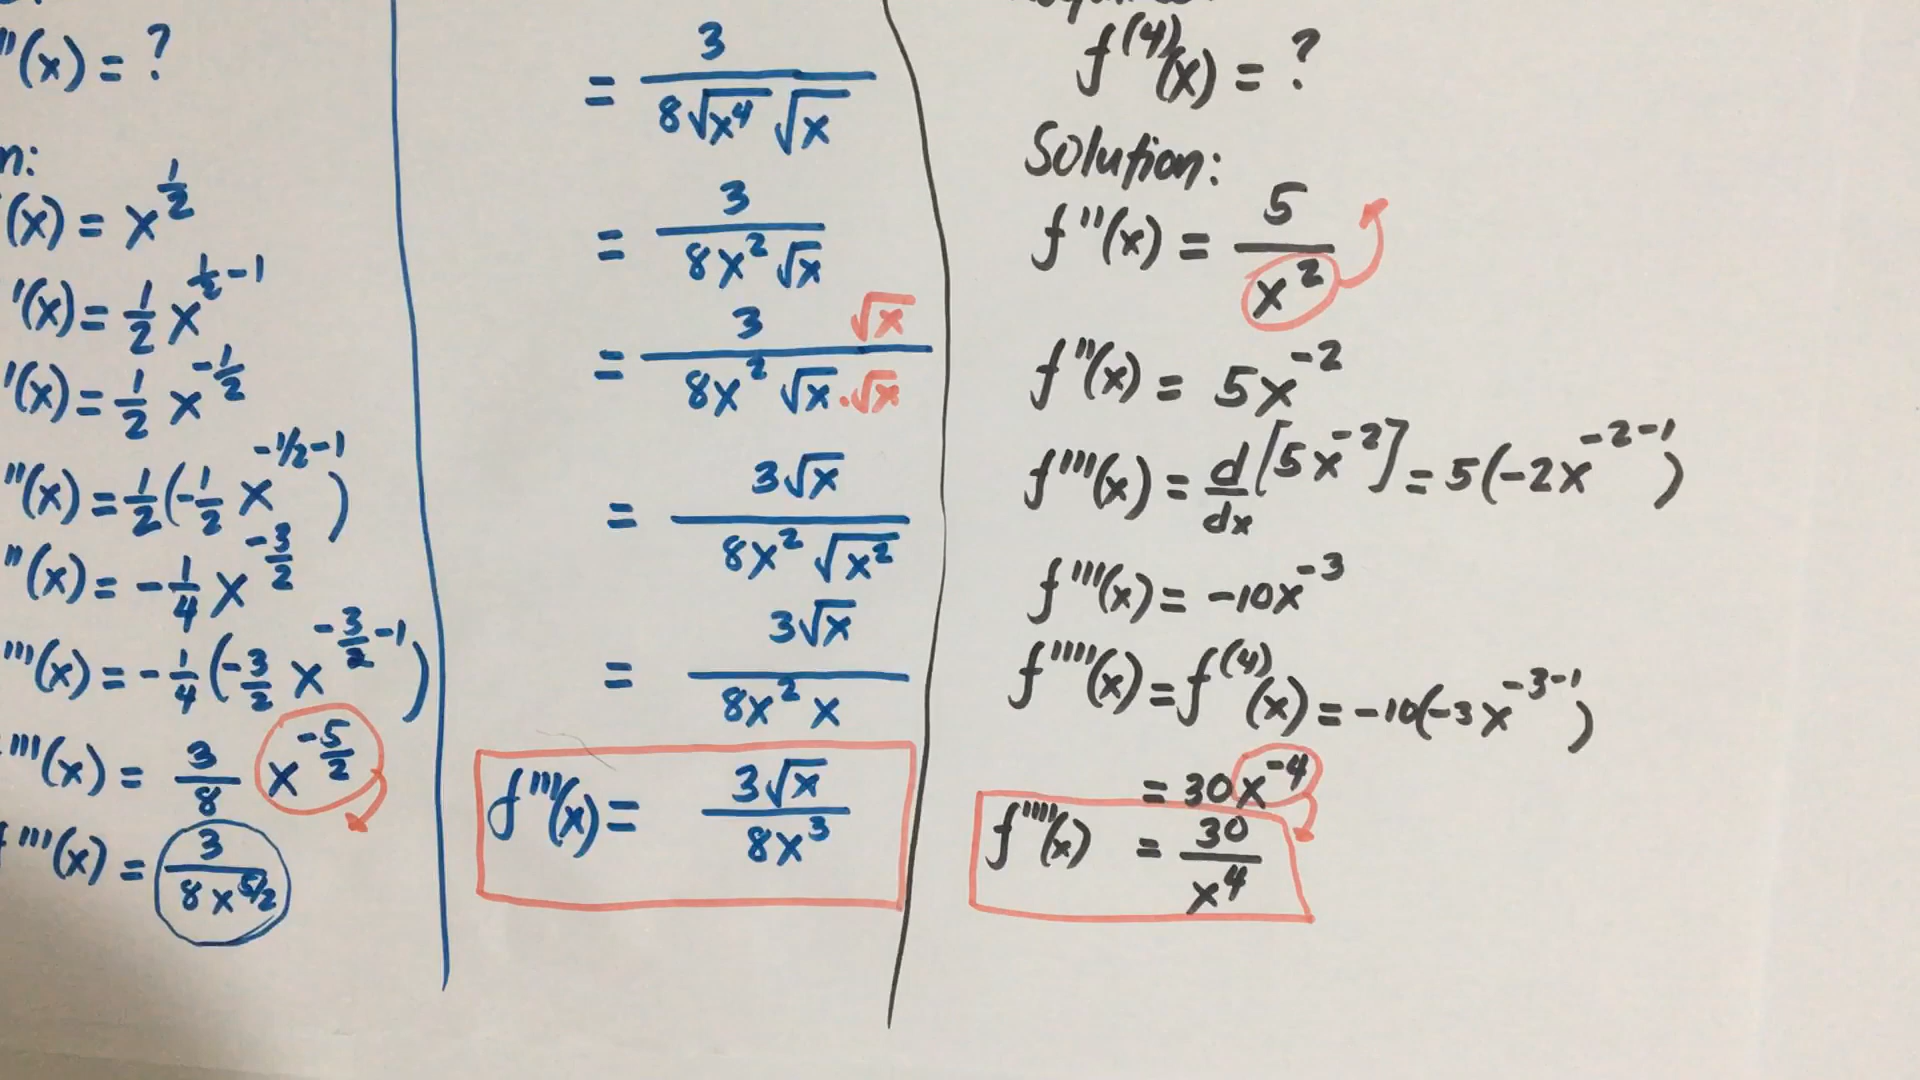 '''(x) = ?
n:
(x) = x^{1/2}
'(x) = 1/2 x^{1/2-1}
'(x) = 1/2 x^{-1/2}
''(x) = 1/2(-1/2 x^{-1/2-1})
''(x) = -1/4 x^{-3/2}
'''(x) = -1/4(-3/2 x^{-3/2-1})
'''(x) = 3/8 x^{-5/2}
f'''(x) = 3/(8x^{5/2})
= 3/(8√x⁴ √x)
= 3/(8x² √x)
= 3 √x/(8x² √x·√x)
= 3√x/(8x² √x²)
= 3√x/(8x² x)
f'''(x) = 3√x/(8x³)
f⁽⁴⁾(x) = ?
Solution:
f''(x) = 5/x²
f''(x) = 5x^{-2}
f'''(x) = d/dx[5x^{-2}] = 5(-2x^{-2-1})
f'''(x) = -10x^{-3}
f''''(x) = f⁽⁴⁾(x) = -10(-3x^{-3-1})
= 30x^{-4}
f''''(x) = 30/x⁴